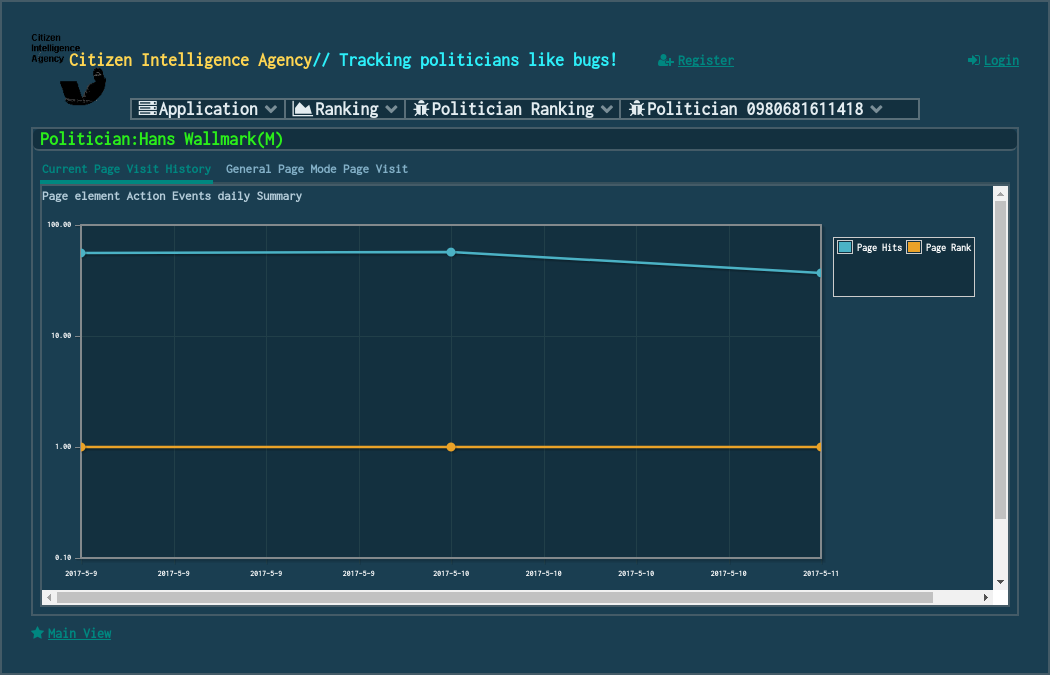 Citizen
Intelligence
Agency
Citizen Intelligence Agency// Tracking politicians like bugs!
Register
Login
Application
Ranking
Politician Ranking
Politician 0980681611418
Politician:Hans Wallmark(M)
Current Page Visit History
General Page Mode Page Visit
Page element Action Events daily Summary
100.00
10.00
1.00
0.10
2017-5-9 2017-5-9 2017-5-9 2017-5-9 2017-5-10 2017-5-10 2017-5-10 2017-5-10 2017-5-11
Page Hits Page Rank
Main View